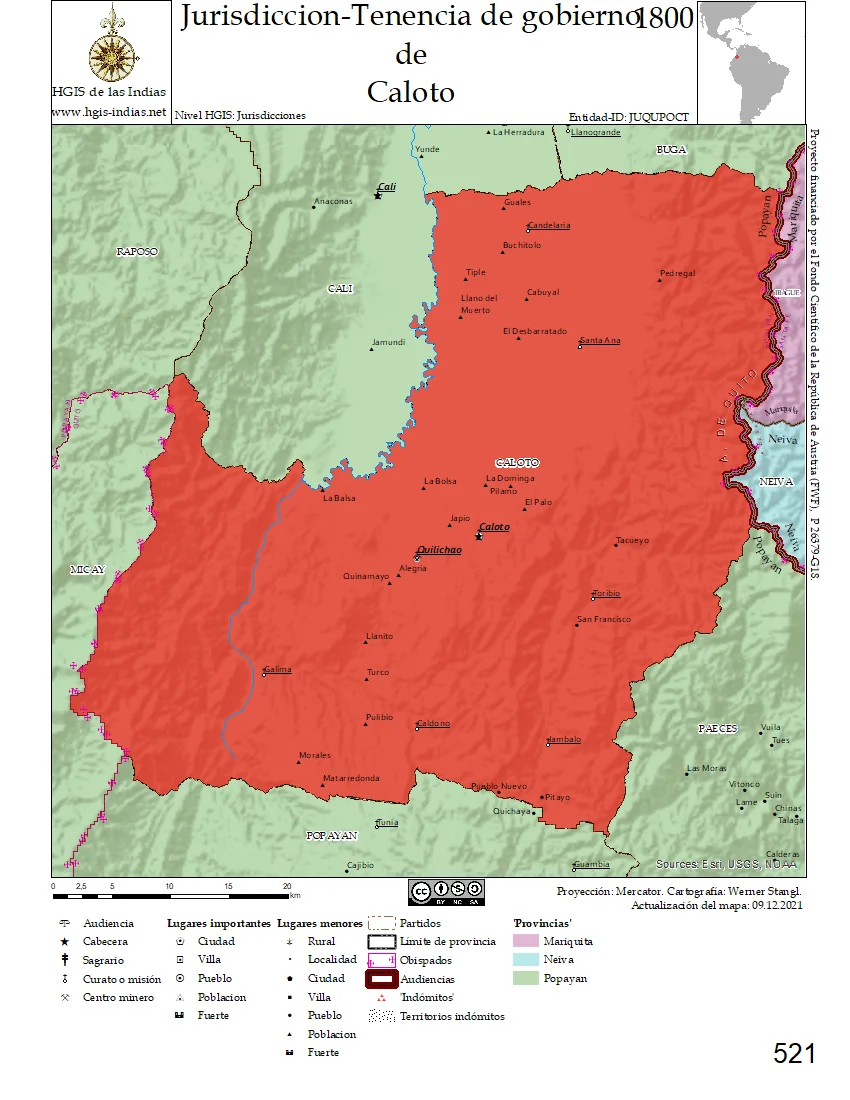 Jurisdiccion-Tenencia de gobierno
1800
de
Caloto
HGIS de las Indias
www.hgis-indias.net
Nivel HGIS: Jurisdicciones
Entidad-ID: JUQUPOCT
La Herradura
Llanogrande
BUGA
Yunde
Cali
Anaconas
Guales
Candelaria
Buchitolo
Popayan
Mariquita
RAPOSO
CALI
Tiple
Cabuyal
Pedregal
Llano del
Muerto
IBAGUE
El Desbarratado
Santa Ana
Jamundi
A. DE QUITO
POPAYAN
QUITO
Mariquita
Neiva
CALOTO
NEIVA
La Bolsa
La Dominga
Pilamo
La Balsa
El Palo
Japio
Caloto
Neiva
Popayan
Quilichao
Tacueyo
MICAY
Alegria
Quinamayo
Toribio
San Francisco
Llanito
Galima
Turco
Pulibio
Caldono
PAECES
Vuila
Tues
Jambalo
Morales
Las Moras
Matarredonda
Pueblo Nuevo
Pitayo
Vitonco
Suin
Lame
Chinas
Quichaya
Talaga
Tunia
POPAYAN
Calderas
Cajibio
Guambia
Sources: Esri, USGS, NOAA
Proyecto financiado por el Fondo Científico de la República de Austria (FWF), P 26379-G18.
0 2,5 5 10 15 20
km
CC BY NC SA
Proyección: Mercator. Cartografía: Werner Stangl.
Actualización del mapa: 09.12.2021
Audiencia
Cabecera
Sagrario
Curato o misión
Centro minero
Lugares importantes
Ciudad
Villa
Pueblo
Poblacion
Fuerte
Lugares menores
Rural
Localidad
Ciudad
Villa
Pueblo
Poblacion
Fuerte
Partidos
Límite de provincia
Obispados
Audiencias
'Indómitos'
Territorios indómitos
'Provincias'
Mariquita
Neiva
Popayan
521